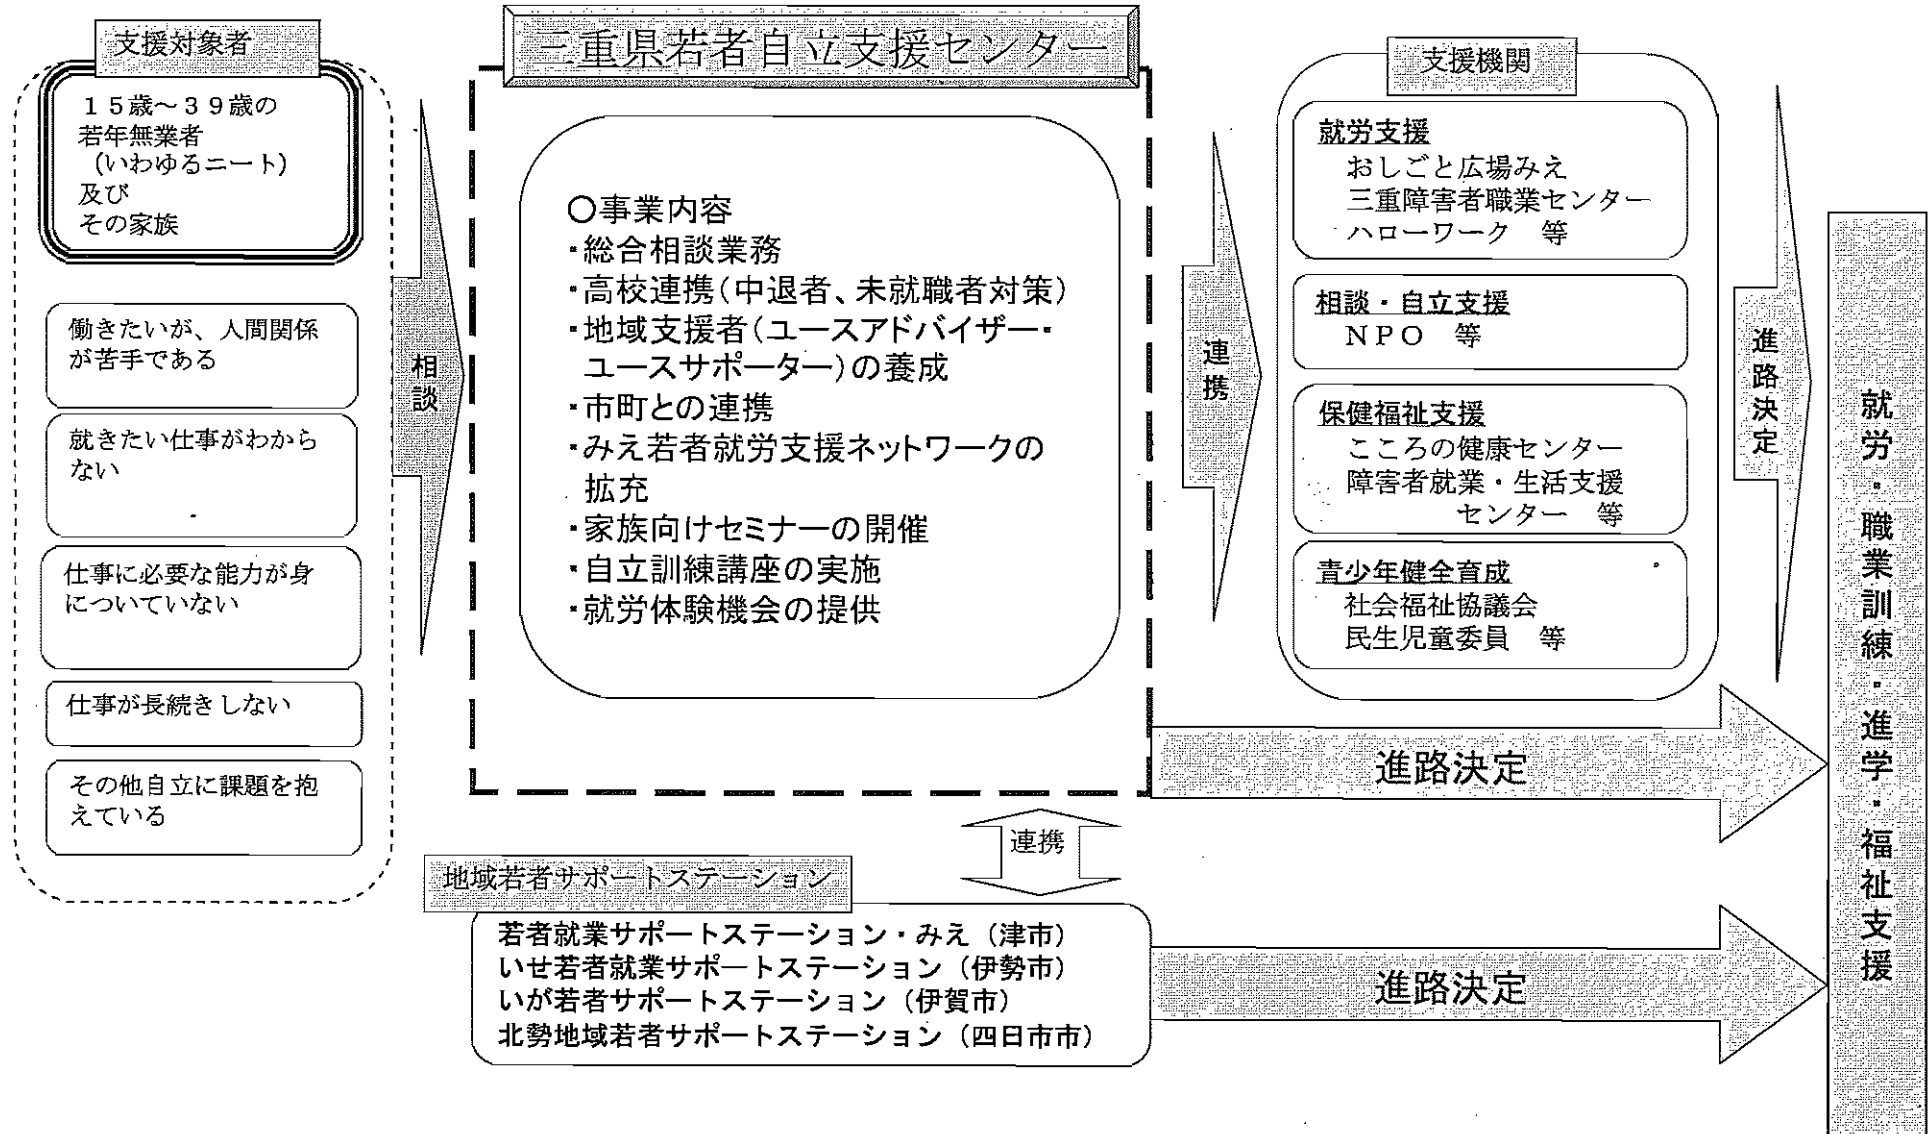 支援対象者
１５歳～３９歳の
若年無業者
（いわゆるニート）
及び
その家族
働きたいが、人間関係
が苦手である
就きたい仕事がわから
ない
仕事に必要な能力が身
についていない
仕事が長続きしない
その他自立に課題を抱
えている
相談
三重県若者自立支援センター
○事業内容
・総合相談業務
・高校連携（中退者、未就職者対策）
・地域支援者（ユースアドバイザー・
ユースサポーター）の養成
・市町との連携
・みえ若者就労支援ネットワークの
拡充
・家族向けセミナーの開催
・自立訓練講座の実施
・就労体験機会の提供
連携
支援機関
就労支援
おしごと広場みえ
三重障害者職業センター
ハローワーク　等
相談・自立支援
ＮＰＯ　等
保健福祉支援
こころの健康センター
障害者就業・生活支援
センター　等
青少年健全育成
社会福祉協議会
民生児童委員　等
進路決定
進路決定
連携
地域若者サポートステーション
若者就業サポートステーション・みえ（津市）
いせ若者就業サポートステーション（伊勢市）
いが若者サポートステーション（伊賀市）
北勢地域若者サポートステーション（四日市市）
進路決定
就労・職業訓練・進学・福祉支援